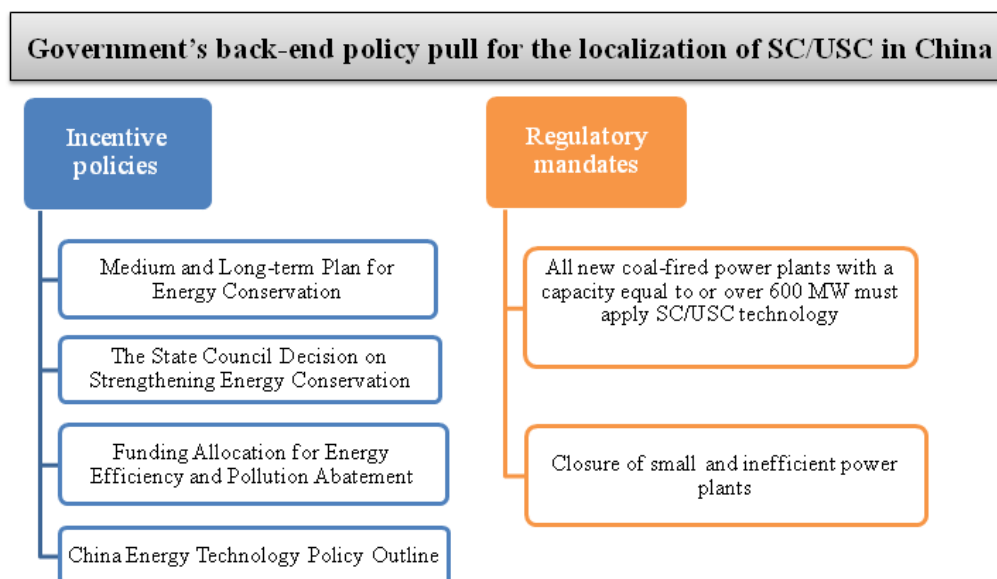 Government’s back-end policy pull for the localization of SC/USC in China
Incentive
policies
Medium and Long-term Plan for
Energy Conservation
The State Council Decision on
Strengthening Energy Conservation
Funding Allocation for Energy
Efficiency and Pollution Abatement
China Energy Technology Policy Outline
Regulatory
mandates
All new coal-fired power plants with a
capacity equal to or over 600 MW must
apply SC/USC technology
Closure of small and inefficient power
plants